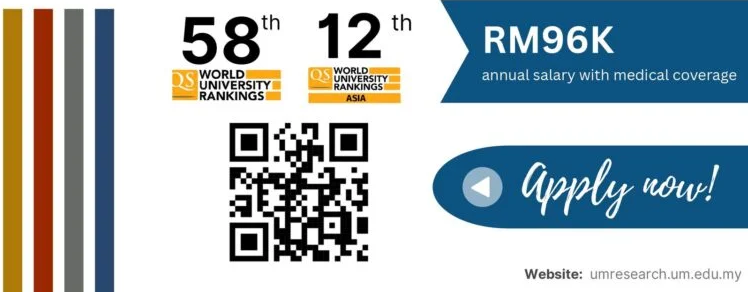 58th
QS WORLD UNIVERSITY RANKINGS
12th
QS WORLD UNIVERSITY RANKINGS
ASIA
RM96K
annual salary with medical coverage
Apply now!
Website: umresearch.um.edu.my